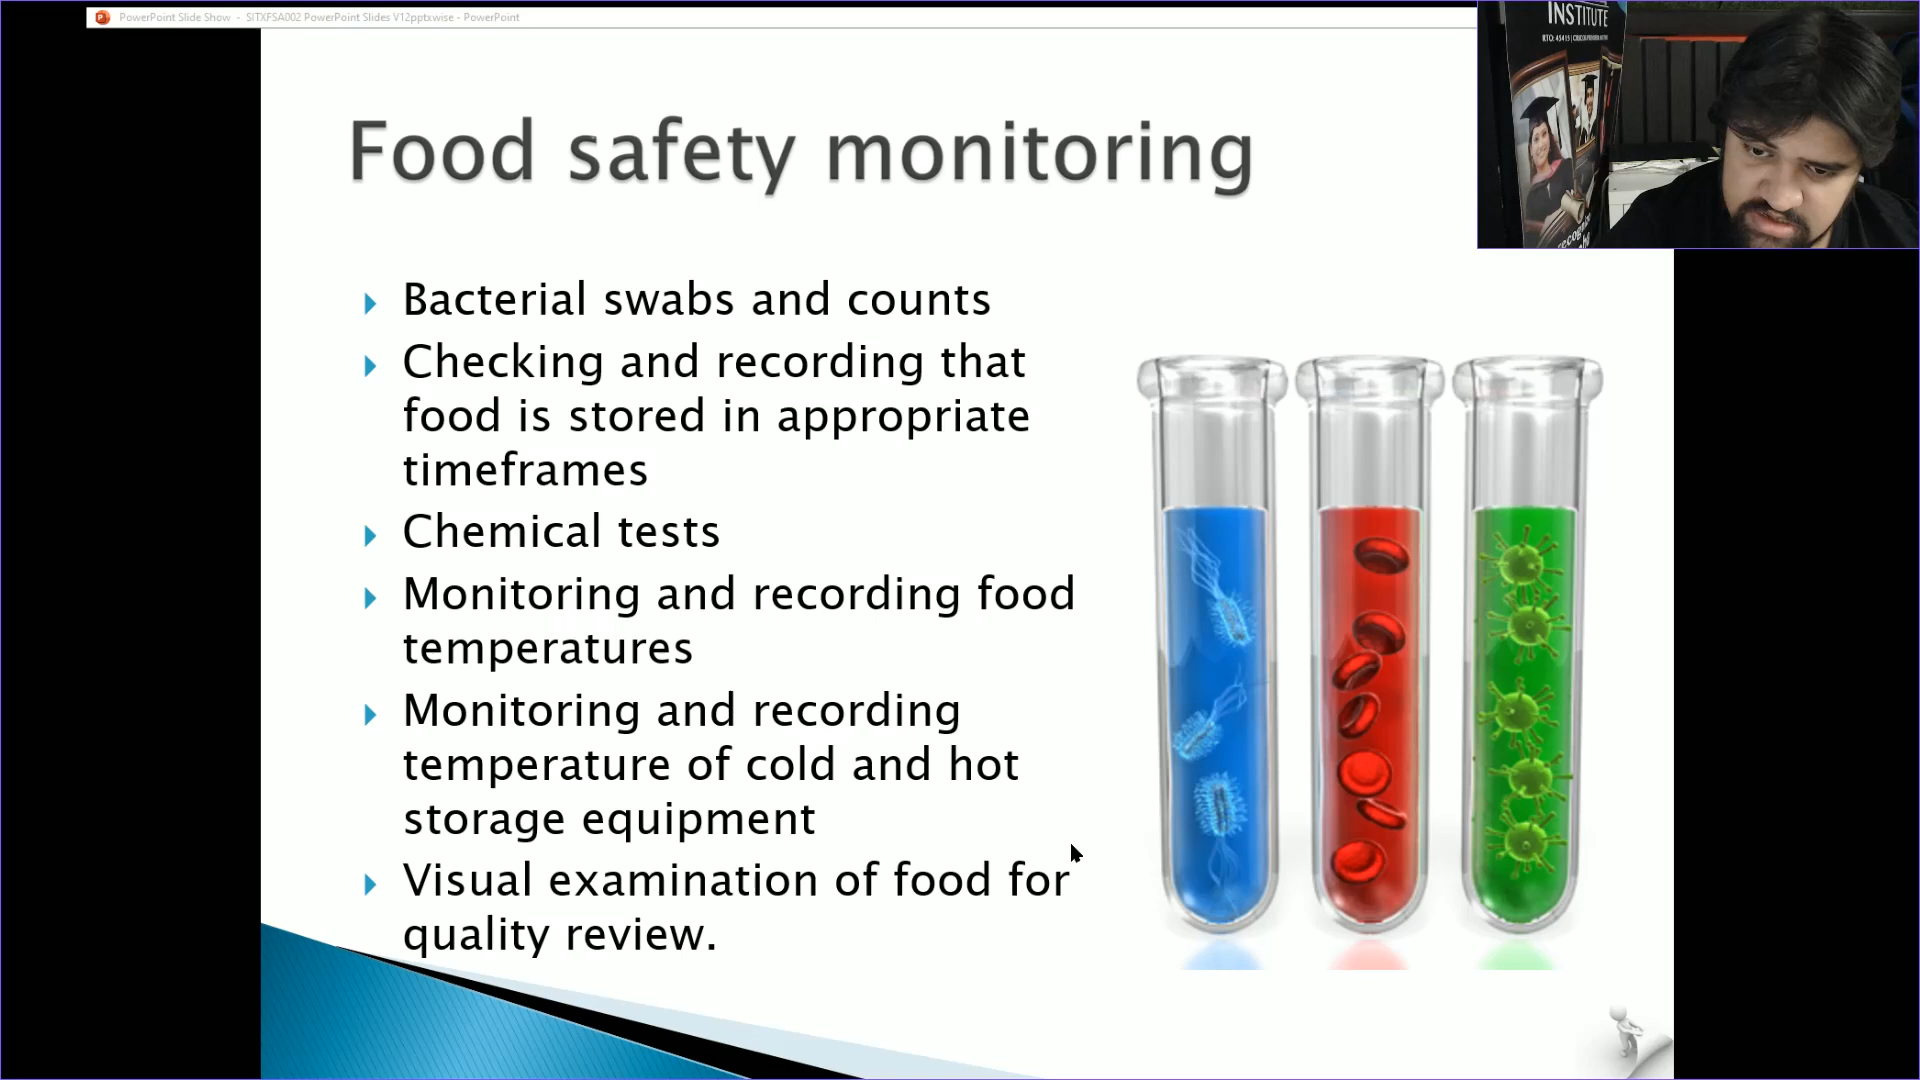 PowerPoint Slide Show - SITXFSA002 PowerPoint Slides V12pptxwise - PowerPoint
INSTITUTE
Food safety monitoring
Bacterial swabs and counts
Checking and recording that
food is stored in appropriate
timeframes
Chemical tests
Monitoring and recording food
temperatures
Monitoring and recording
temperature of cold and hot
storage equipment
Visual examination of food for
quality review.